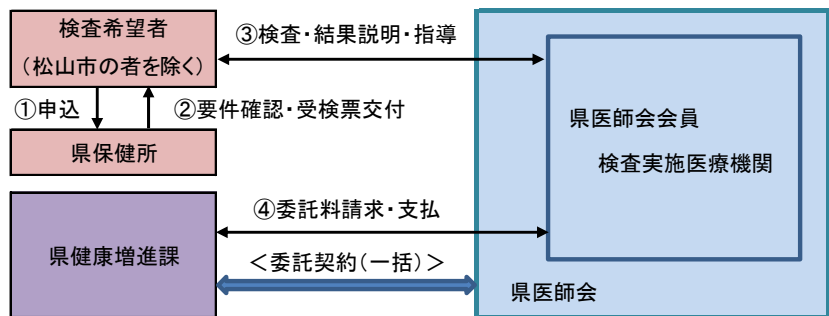 検査希望者
（松山市の者を除く）
③検査・結果説明・指導
①申込
②要件確認・受検票交付
県保健所
県医師会会員
検査実施医療機関
④委託料請求・支払
県健康増進課
＜委託契約（一括）＞
県医師会